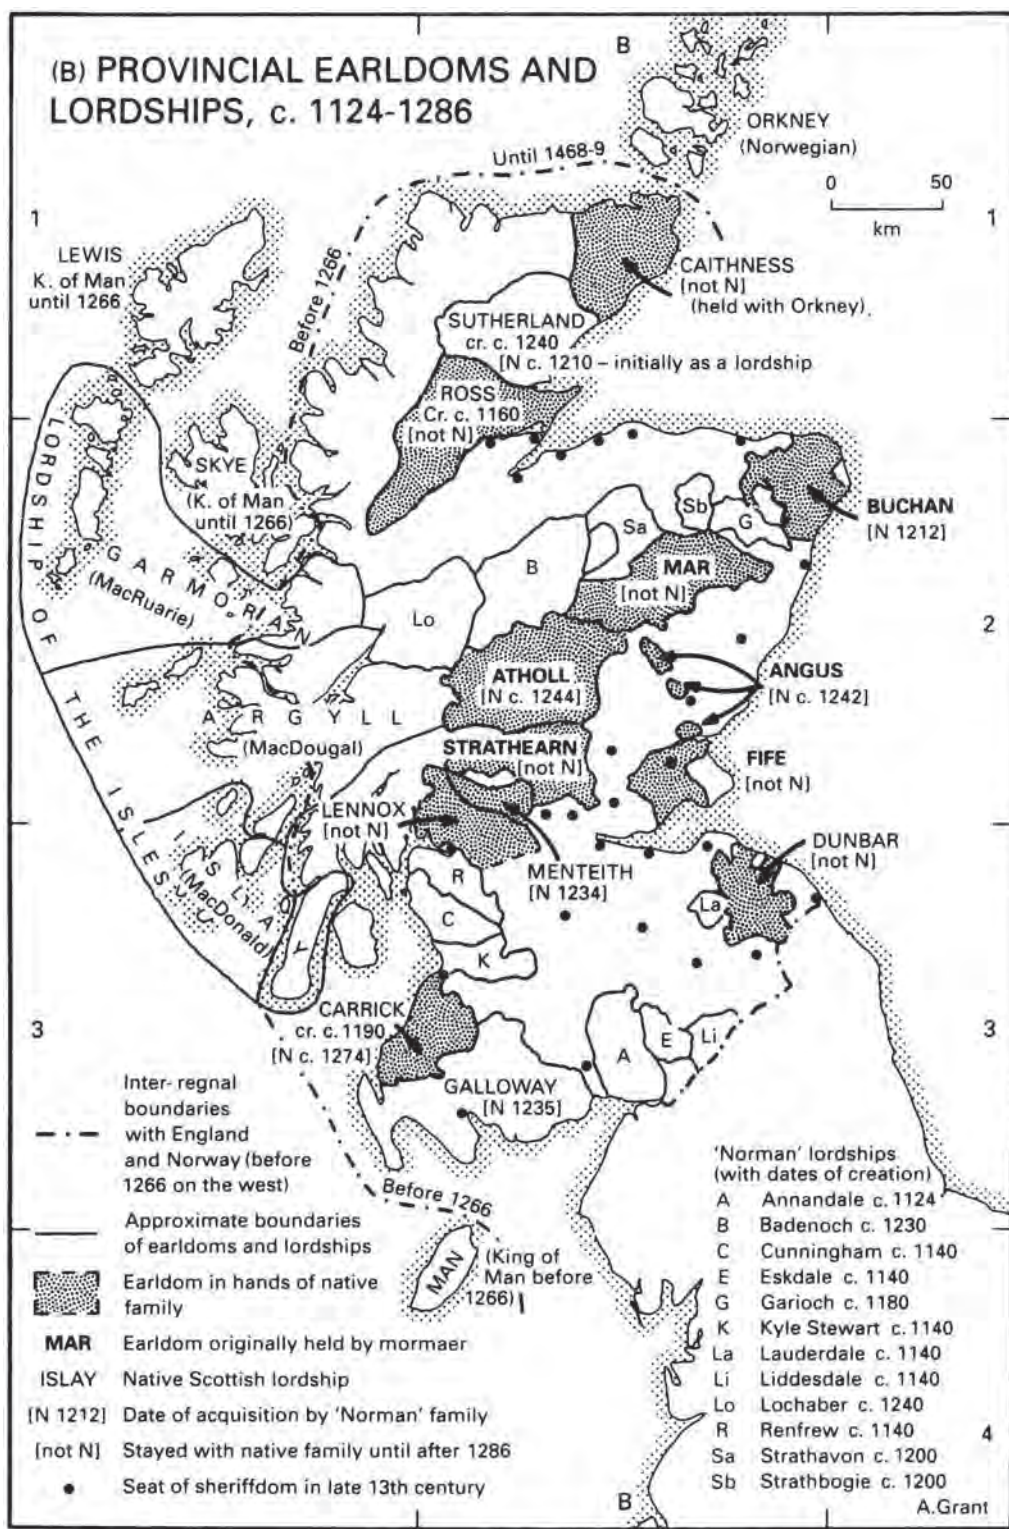 (B) PROVINCIAL EARLDOMS AND
LORDSHIPS, c. 1124-1286
B
ORKNEY
(Norwegian)
Until 1468-9
0 50
km
1
1
LEWIS
K. of Man
until 1266
Before 1266
CAITHNESS
[not N]
(held with Orkney)
SUTHERLAND
cr. c. 1240
[N c. 1210 – initially as a lordship
ROSS
Cr. c. 1160
[not N]
SKYE
(K. of Man
until 1266)
LORDSHIP OF THE ISLES
GARMORIAN
(MacRuarie)
BUCHAN
[N 1212]
Sb
G
Sa
B
MAR
[not N]
Lo
2
ATHOLL
[N c. 1244]
ANGUS
[N c. 1242]
ARGYLL
(MacDougal)
STRATHEARN
[not N]
FIFE
[not N]
LENNOX
[not N]
MENTEITH
[N 1234]
DUNBAR
[not N]
ISLAY
(MacDonald)
R
C
K
La
3
3
CARRICK
cr. c. 1190
[N c. 1274]
A
E
Li
GALLOWAY
[N 1235]
Before 1266
MAN
(King of
Man before
1266)
Inter-regnal
boundaries
with England
and Norway (before
1266 on the west)
Approximate boundaries
of earldoms and lordships
Earldom in hands of native
family
MAR Earldom originally held by mormaer
ISLAY Native Scottish lordship
[N 1212] Date of acquisition by 'Norman' family
[not N] Stayed with native family until after 1286
Seat of sheriffdom in late 13th century
'Norman' lordships
(with dates of creation)
A Annandale c. 1124
B Badenoch c. 1230
C Cunningham c. 1140
E Eskdale c. 1140
G Garioch c. 1180
K Kyle Stewart c. 1140
La Lauderdale c. 1140
Li Liddesdale c. 1140
Lo Lochaber c. 1240
R Renfrew c. 1140
Sa Strathavon c. 1200
Sb Strathbogie c. 1200
4
B
A.Grant